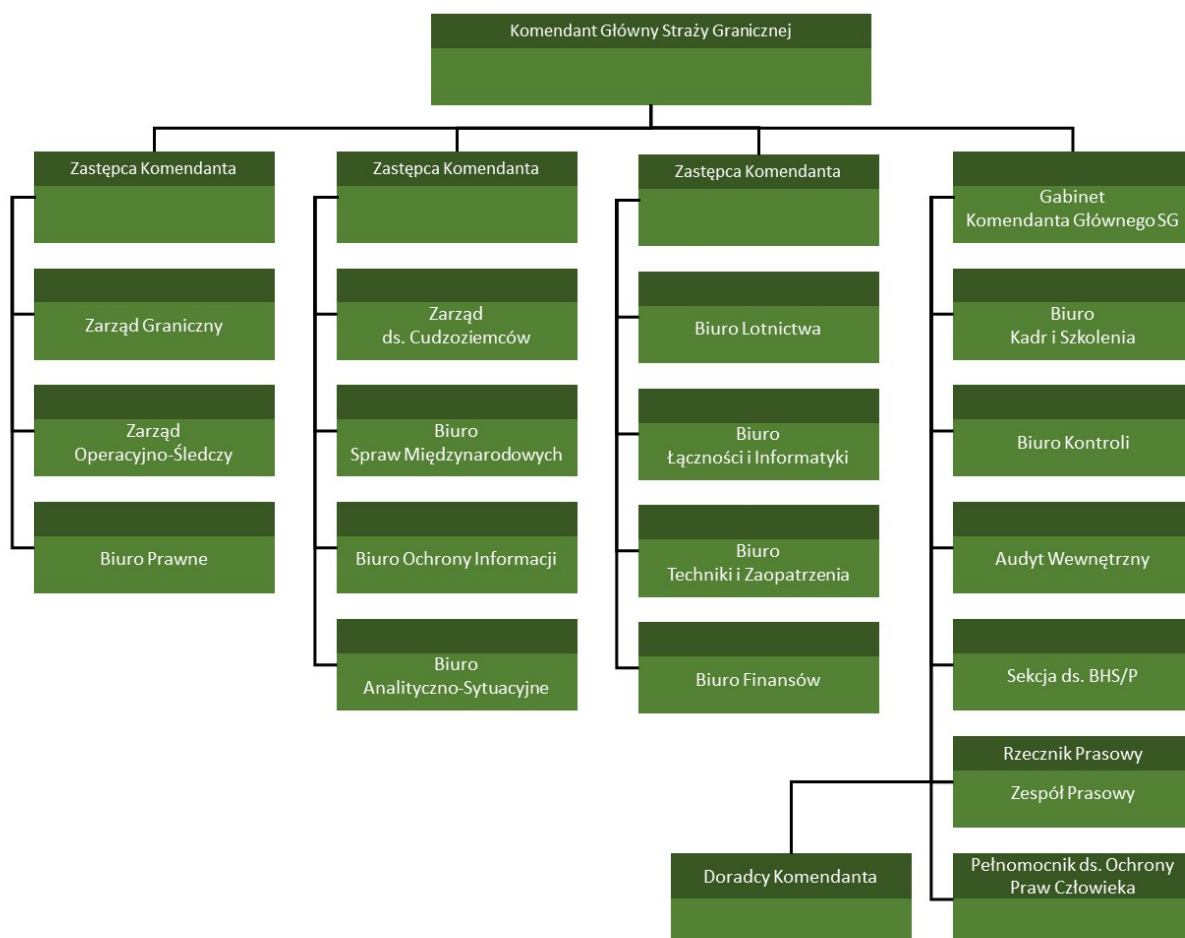 Komendant Główny Straży Granicznej
Zastępca Komendanta
Zarząd Graniczny
Zarząd
Operacyjno-Śledczy
Biuro Prawne
Zastępca Komendanta
Zarząd
ds. Cudzoziemców
Biuro
Spraw Międzynarodowych
Biuro Ochrony Informacji
Biuro
Analityczno-Sytuacyjne
Zastępca Komendanta
Biuro Lotnictwa
Biuro
Łączności i Informatyki
Biuro
Techniki i Zaopatrzenia
Biuro Finansów
Gabinet
Komendanta Głównego SG
Biuro
Kadr i Szkolenia
Biuro Kontroli
Audyt Wewnętrzny
Sekcja ds. BHS/P
Rzecznik Prasowy
Zespół Prasowy
Doradcy Komendanta
Pełnomocnik ds. Ochrony
Praw Człowieka